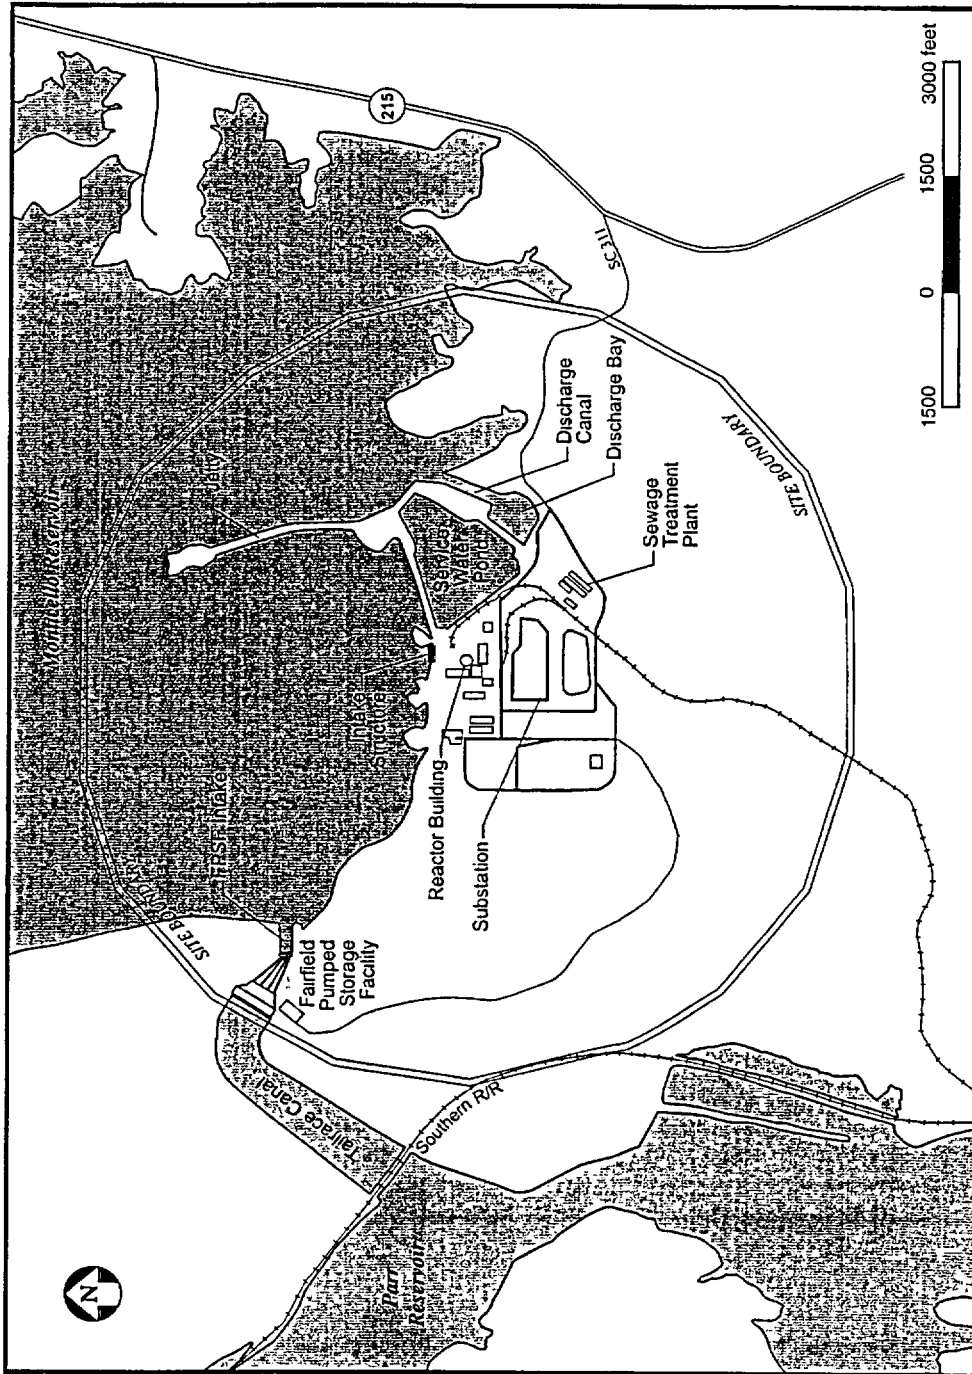 N
Monticello Reservoir
Jetty
FPSF Intake
SITE BOUNDARY
Intake
Structure
Service
Water
Pond
Fairfield
Pumped
Storage
Facility
Tailrace Canal
Southern R/R
Parr
Reservoir
Reactor Building
Substation
Discharge
Canal
Discharge Bay
Sewage
Treatment
Plant
SITE BOUNDARY
SC 311
215
1500 0 1500 3000 feet